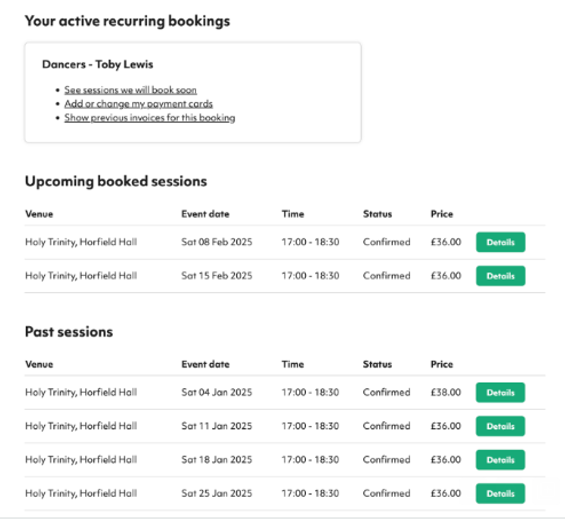 Your active recurring bookings
Dancers - Toby Lewis
• See sessions we will book soon
• Add or change my payment cards
• Show previous invoices for this booking
Upcoming booked sessions
Venue Event date Time Status Price
Holy Trinity, Horfield Hall Sat 08 Feb 2025 17:00 - 18:30 Confirmed £36.00 Details
Holy Trinity, Horfield Hall Sat 15 Feb 2025 17:00 - 18:30 Confirmed £36.00 Details
Past sessions
Venue Event date Time Status Price
Holy Trinity, Horfield Hall Sat 04 Jan 2025 17:00 - 18:30 Confirmed £38.00 Details
Holy Trinity, Horfield Hall Sat 11 Jan 2025 17:00 - 18:30 Confirmed £36.00 Details
Holy Trinity, Horfield Hall Sat 18 Jan 2025 17:00 - 18:30 Confirmed £36.00 Details
Holy Trinity, Horfield Hall Sat 25 Jan 2025 17:00 - 18:30 Confirmed £36.00 Details